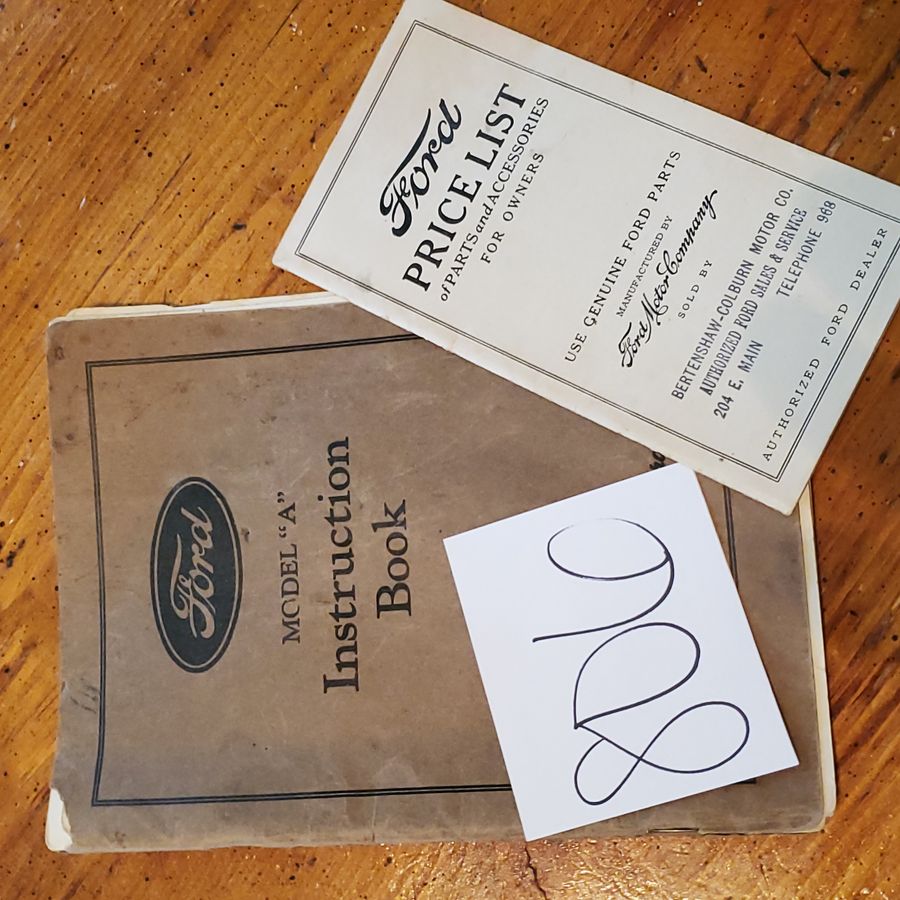 Ford
PRICE LIST
of PARTS and ACCESSORIES
FOR OWNERS
USE GENUINE FORD PARTS
MANUFACTURED BY
Ford Motor Company
SOLD BY
BERTENSHAW-COLBURN MOTOR CO.
AUTHORIZED FORD SALES & SERVICE
204 E. MAIN TELEPHONE 968
AUTHORIZED FORD DEALER
Ford
MODEL "A"
Instruction
Book
806